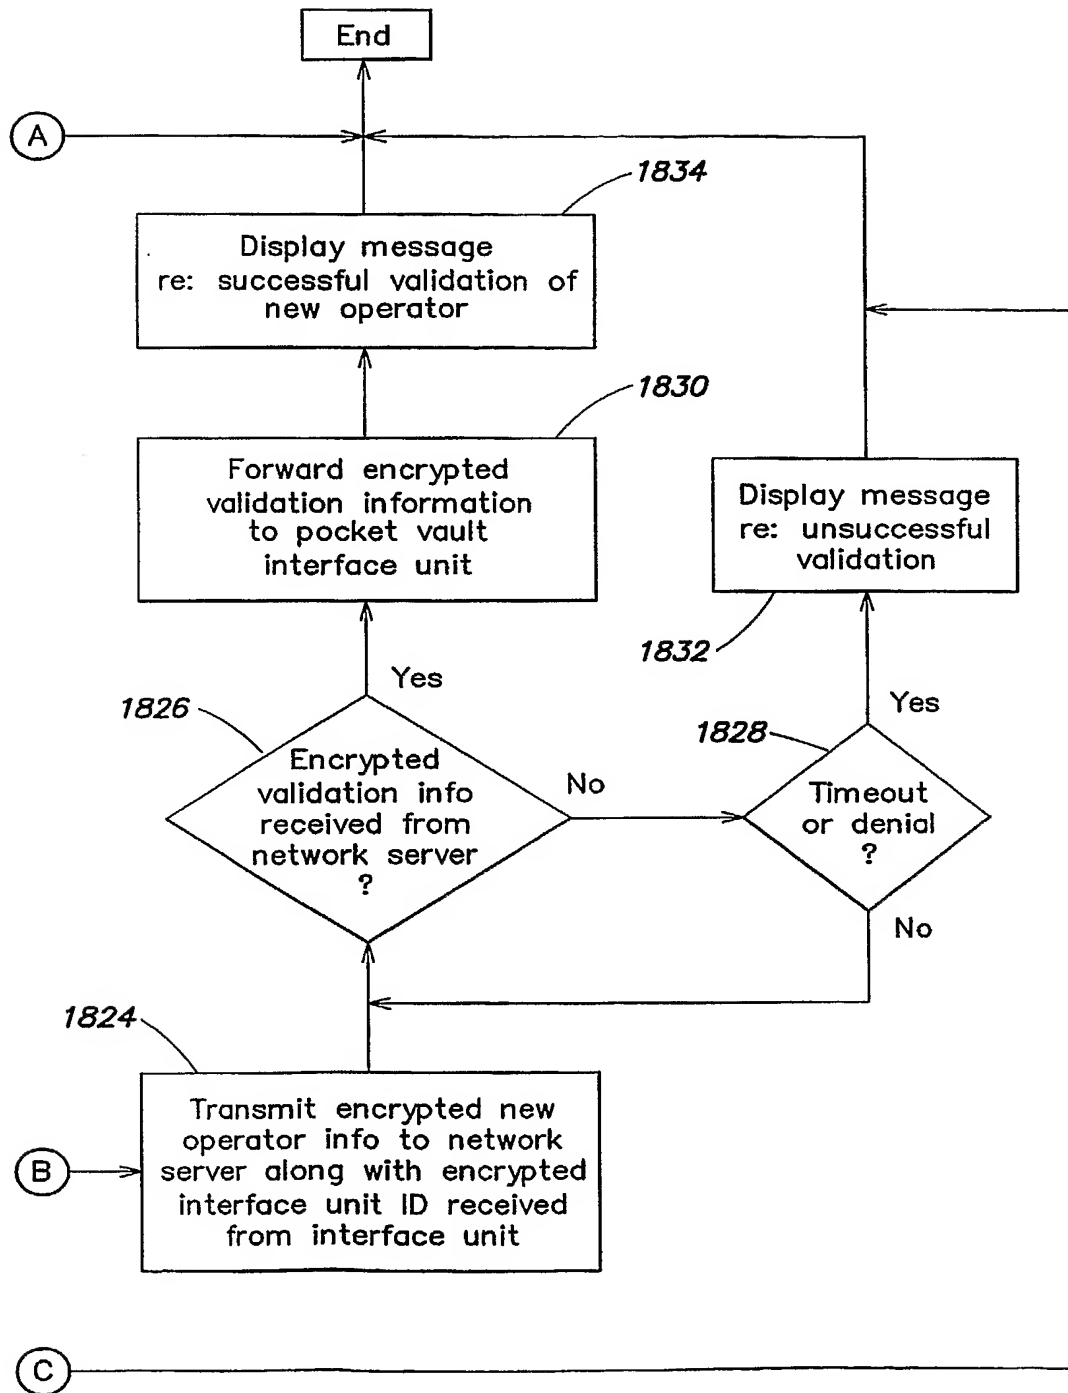 End
A
1834
Display message
re: successful validation of
new operator
1830
Forward encrypted
validation information
to pocket vault
interface unit
Display message
re: unsuccessful
validation
1832
Yes
1826
Encrypted
validation info
received from
network server
?
No
Yes
1828
Timeout
or denial
?
No
1824
Transmit encrypted new
operator info to network
server along with encrypted
interface unit ID received
from interface unit
B
C